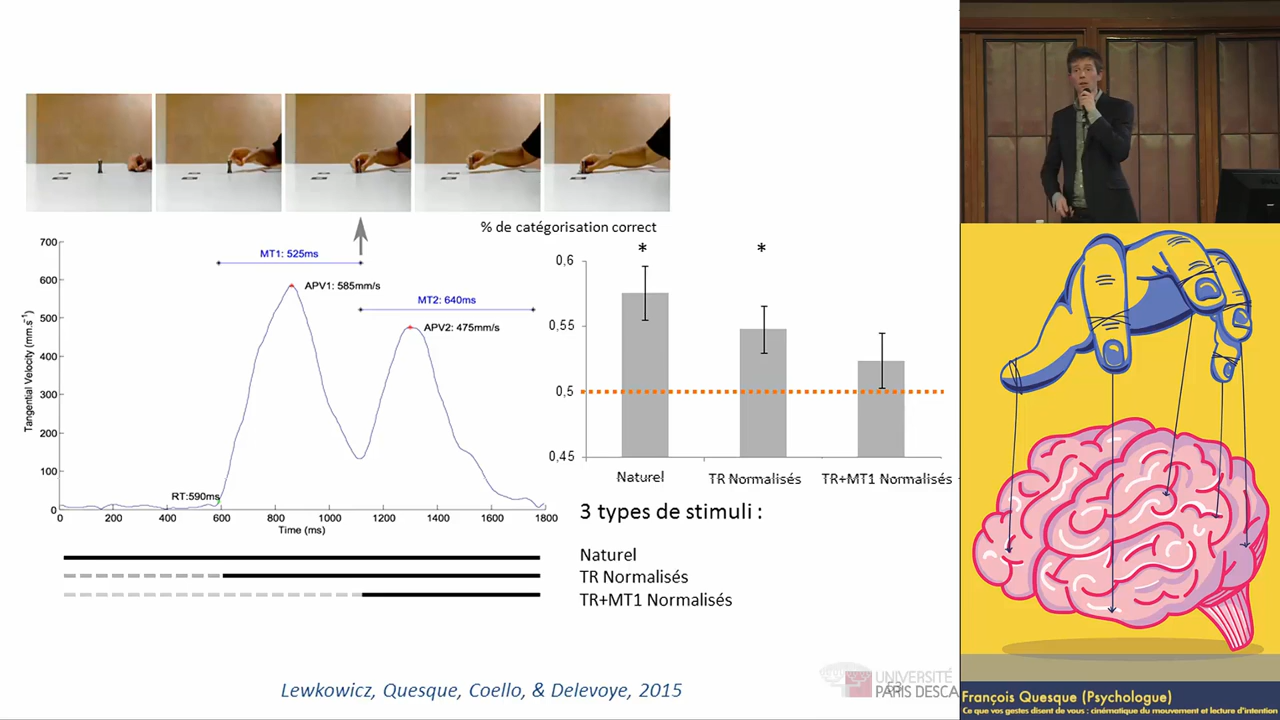 % de catégorisation correct
700
600
500
400
300
200
100
0
Tangential Velocity (mm.s⁻¹)
MT1: 525ms
APV1: 585mm/s
MT2: 640ms
APV2: 475mm/s
RT:590ms
0 200 400 600 800 1000 1200 1400 1600 1800
Time (ms)
* *
0,6
0,55
0,5
0,45
Naturel TR Normalisés TR+MT1 Normalisés
3 types de stimuli :
Naturel
TR Normalisés
TR+MT1 Normalisés
Lewkowicz, Quesque, Coello, & Delevoye, 2015
UNIVERSITÉ
PARIS DESCA
François Quesque (Psychologue)
Ce que vos gestes disent de vous : cinématique du mouvement et lecture d'intention